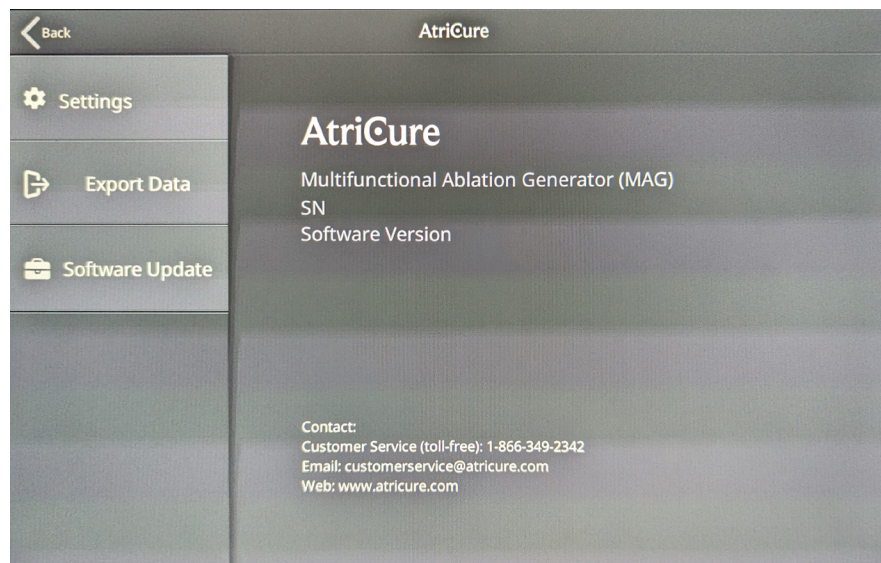 Back
AtriCure
Settings
Export Data
Software Update
AtriCure
Multifunctional Ablation Generator (MAG)
SN
Software Version
Contact:
Customer Service (toll-free): 1-866-349-2342
Email: customerservice@atricure.com
Web: www.atricure.com